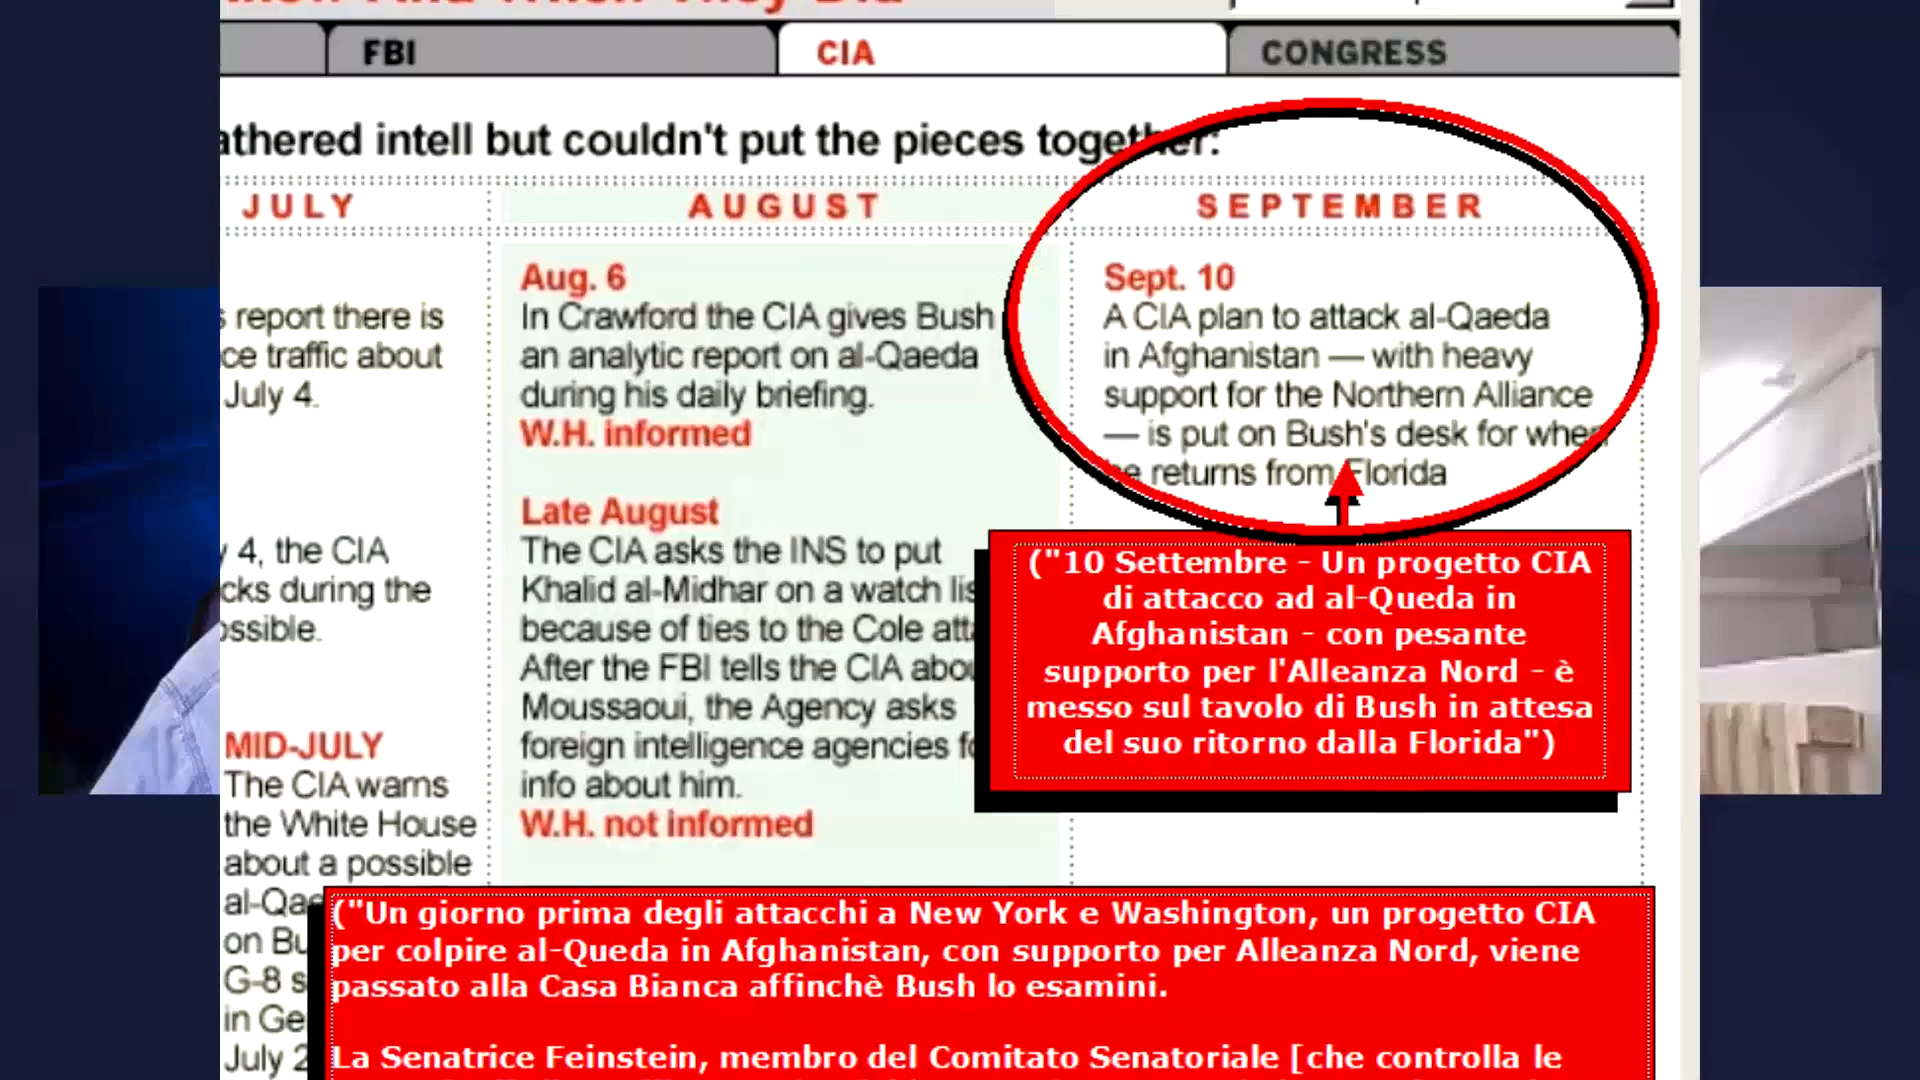 When They Did
FBI
CIA
CONGRESS
athered intell but couldn't put the pieces together:
JULY
AUGUST
SEPTEMBER
report there is
ce traffic about
July 4.
4, the CIA
cks during the
ossible.
MID-JULY
The CIA warns
the White House
about a possible
al-Qae
on Bu
G-8 s
in Ge
July 2
Aug. 6
In Crawford the CIA gives Bush
an analytic report on al-Qaeda
during his daily briefing.
W.H. informed
Late August
The CIA asks the INS to put
Khalid al-Midhar on a watch lis
because of ties to the Cole atta
After the FBI tells the CIA abou
Moussaoui, the Agency asks
foreign intelligence agencies fo
info about him.
W.H. not informed
Sept. 10
A CIA plan to attack al-Qaeda
in Afghanistan — with heavy
support for the Northern Alliance
— is put on Bush's desk for when
he returns from Florida
("10 Settembre - Un progetto CIA
di attacco ad al-Queda in
Afghanistan - con pesante
supporto per l'Alleanza Nord - è
messo sul tavolo di Bush in attesa
del suo ritorno dalla Florida")
("Un giorno prima degli attacchi a New York e Washington, un progetto CIA
per colpire al-Queda in Afghanistan, con supporto per Alleanza Nord, viene
passato alla Casa Bianca affinchè Bush lo esamini.
La Senatrice Feinstein, membro del Comitato Senatoriale [che controlla le